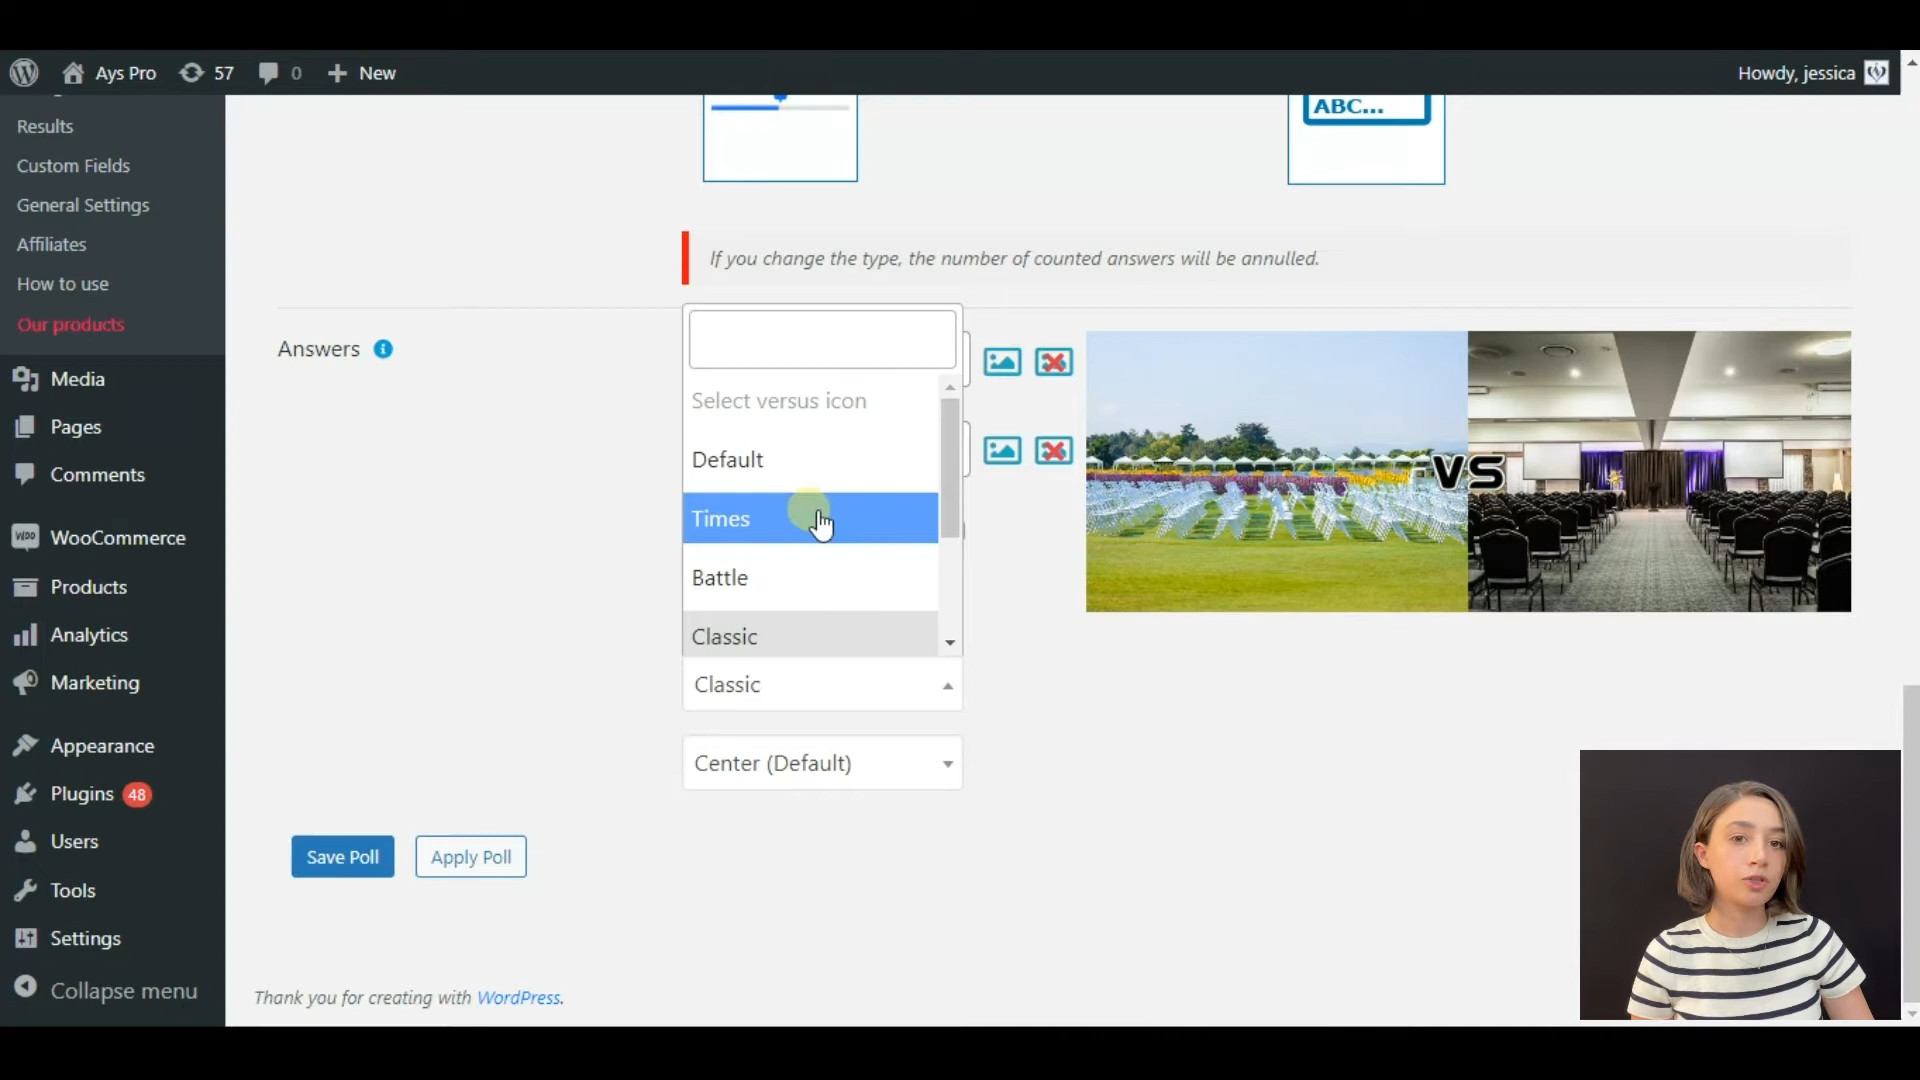 Ays Pro 57 0 New
Howdy, jessica
Results
Custom Fields
General Settings
Affiliates
How to use
Our products
Media
Pages
Comments
WooCommerce
Products
Analytics
Marketing
Appearance
Plugins 48
Users
Tools
Settings
Collapse menu
ABC...
If you change the type, the number of counted answers will be annulled.
Answers
Select versus icon
Default
Times
Battle
Classic
Classic
Center (Default)
VS
Save Poll
Apply Poll
Thank you for creating with WordPress.